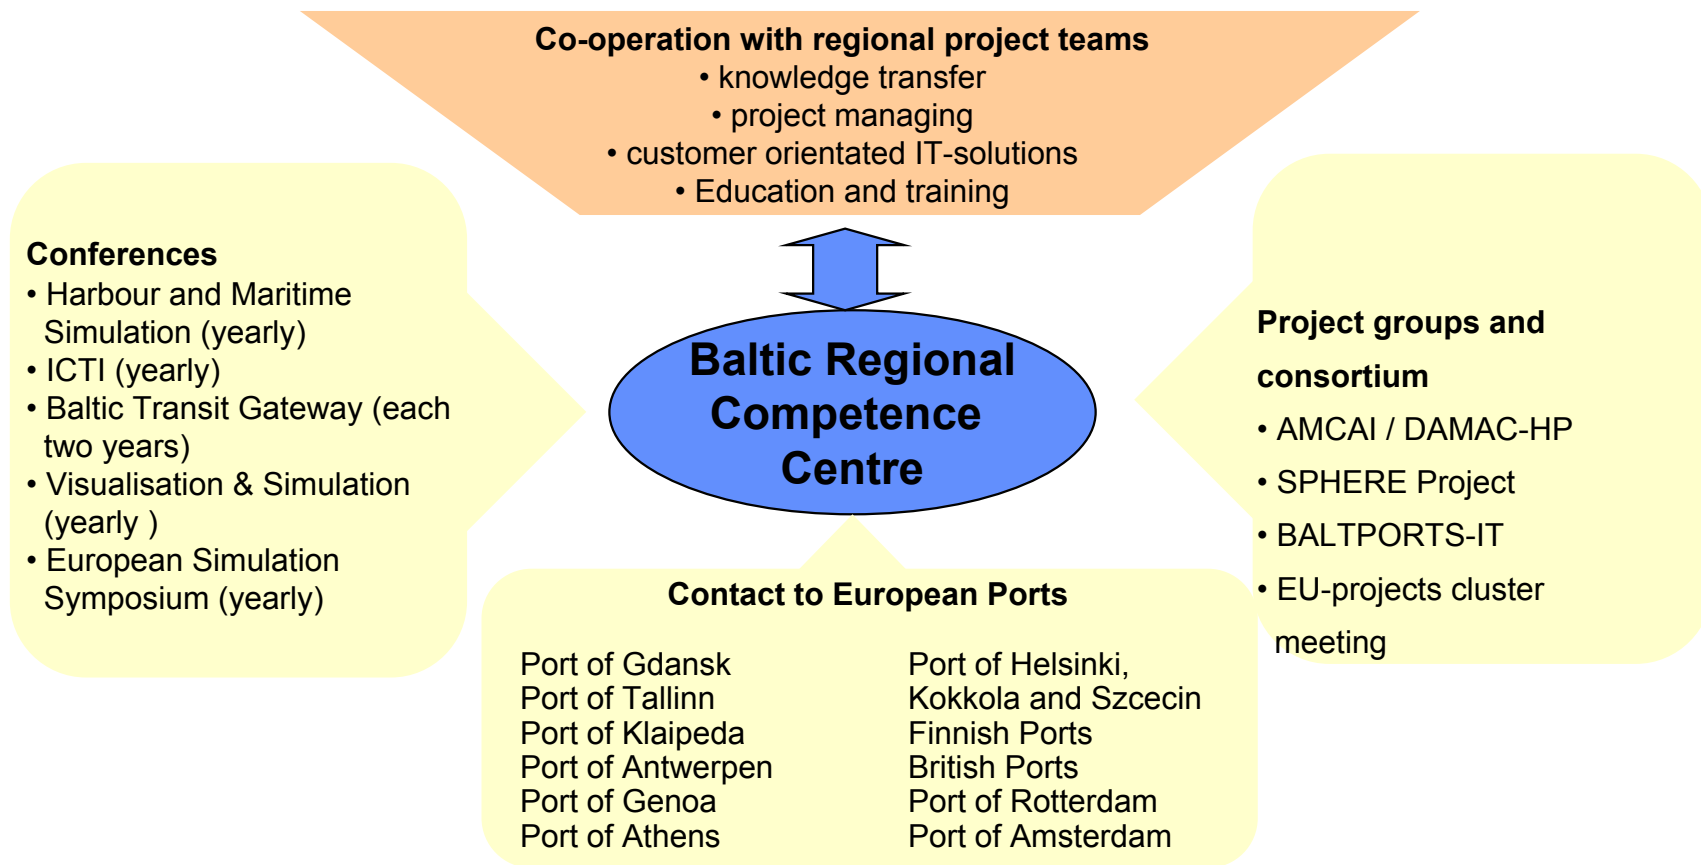 Co-operation with regional project teams
• knowledge transfer
• project managing
• customer orientated IT-solutions
• Education and training
Conferences
• Harbour and Maritime
Simulation (yearly)
• ICTI (yearly)
• Baltic Transit Gateway (each
two years)
• Visualisation & Simulation
(yearly )
• European Simulation
Symposium (yearly)
Baltic Regional
Competence
Centre
Project groups and
consortium
• AMCAI / DAMAC-HP
• SPHERE Project
• BALTPORTS-IT
• EU-projects cluster
meeting
Contact to European Ports
Port of Gdansk
Port of Tallinn
Port of Klaipeda
Port of Antwerpen
Port of Genoa
Port of Athens
Port of Helsinki,
Kokkola and Szcecin
Finnish Ports
British Ports
Port of Rotterdam
Port of Amsterdam